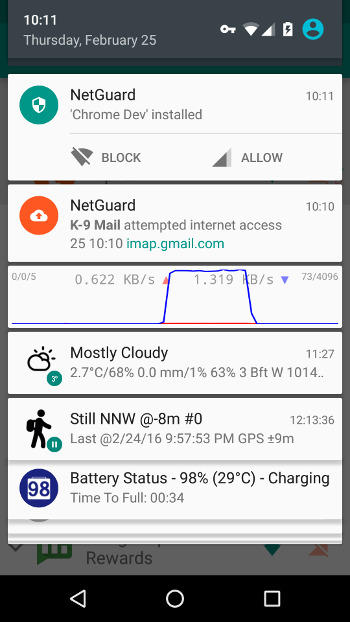 10:11
Thursday, February 25
NetGuard 10:11
'Chrome Dev' installed
BLOCK ALLOW
NetGuard 10:10
K-9 Mail attempted internet access
25 10:10 imap.gmail.com
0/0/5 0.622 KB/s ▲ 1.319 KB/s ▼ 73/4096
Mostly Cloudy 11:27
3° 2.7°C/68% 0.0 mm/1% 63% 3 Bft W 1014..
Still NNW @-8m #0 12:13:36
Last @2/24/16 9:57:53 PM GPS ±9m
98 Battery Status - 98% (29°C) - Charging
Time To Full: 00:34
Rewards